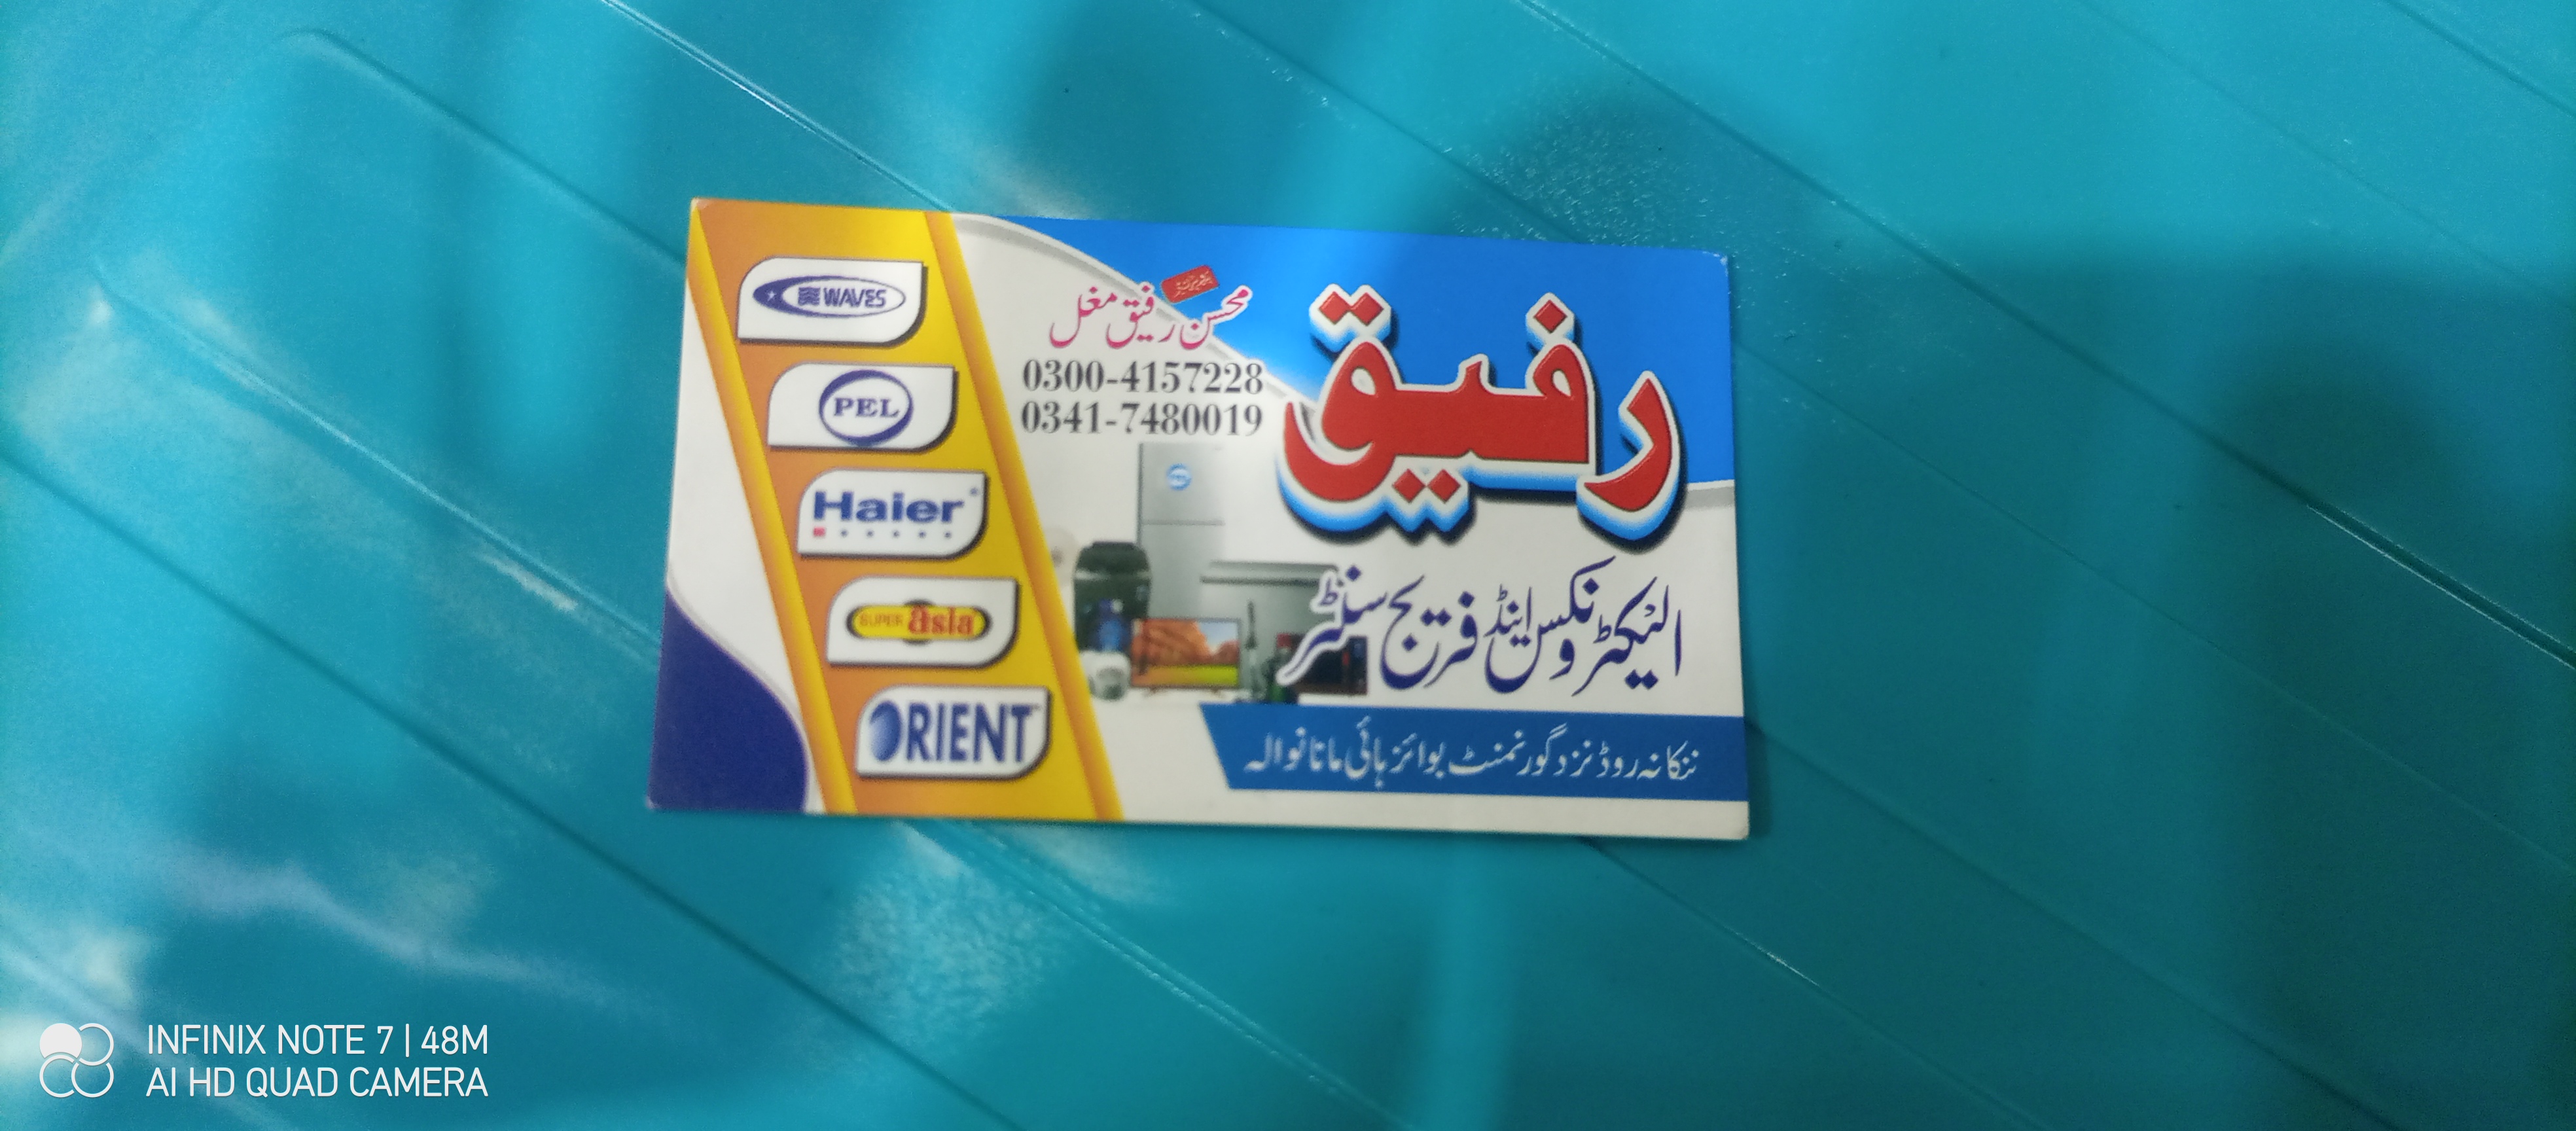 رفیق
الیکٹرونکس اینڈ فریج سنٹر
محسن رفیق مغل
0300-4157228
0341-7480019
ننکانہ روڈ نزد گورنمنٹ بوائز ہائی مانانوالہ
WAVES
PEL
Haier
SUPER asia
ORIENT
INFINIX NOTE 7 | 48M
AI HD QUAD CAMERA